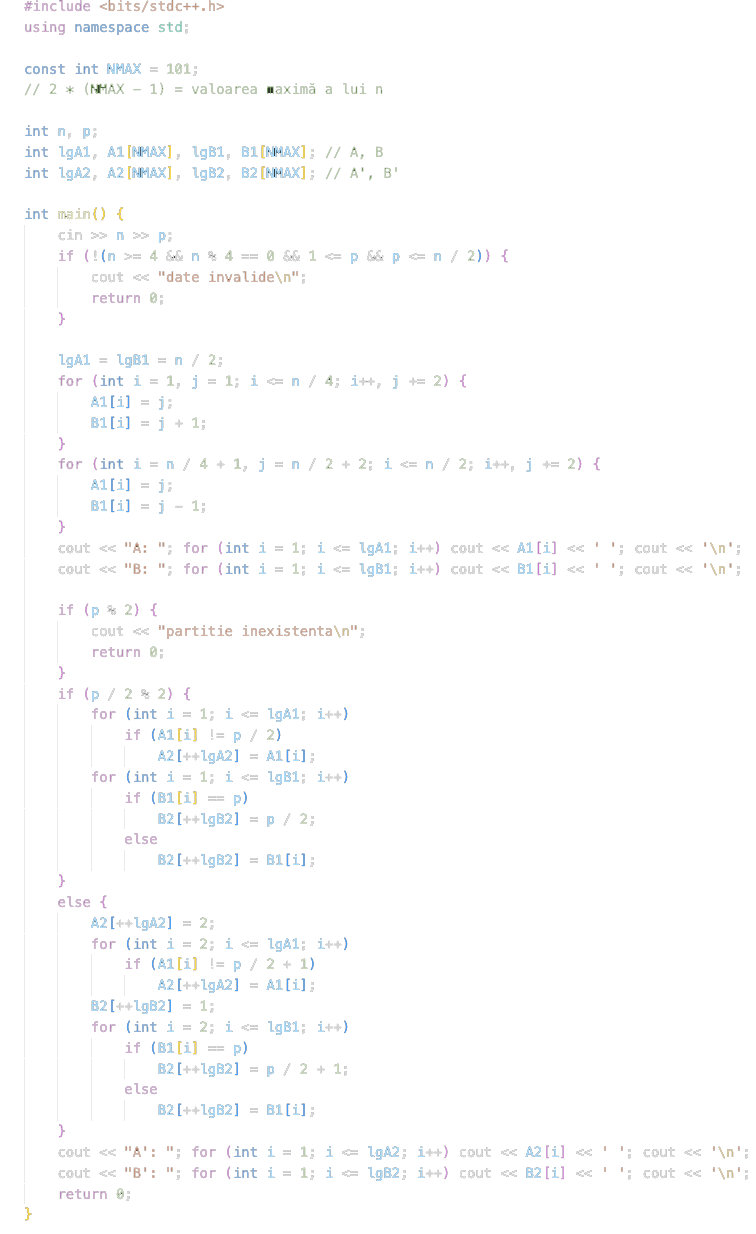 #include <bits/stdc++.h>
using namespace std;
const int NMAX = 101;
// 2 * (NMAX - 1) = valoarea maximă a lui n
int n, p;
int lgA1, A1[NMAX], lgB1, B1[NMAX]; // A, B
int lgA2, A2[NMAX], lgB2, B2[NMAX]; // A', B'
int main() {
    cin >> n >> p;
    if (!(n >= 4 && n % 4 == 0 && 1 <= p && p <= n / 2)) {
        cout << "date invalide\n";
        return 0;
    }
    lgA1 = lgB1 = n / 2;
    for (int i = 1, j = 1; i <= n / 4; i++, j += 2) {
        A1[i] = j;
        B1[i] = j + 1;
    }
    for (int i = n / 4 + 1, j = n / 2 + 2; i <= n / 2; i++, j += 2) {
        A1[i] = j;
        B1[i] = j - 1;
    }
    cout << "A: "; for (int i = 1; i <= lgA1; i++) cout << A1[i] << ' '; cout << '\n';
    cout << "B: "; for (int i = 1; i <= lgB1; i++) cout << B1[i] << ' '; cout << '\n';
    if (p % 2) {
        cout << "partitie inexistenta\n";
        return 0;
    }
    if (p / 2 % 2) {
        for (int i = 1; i <= lgA1; i++)
            if (A1[i] != p / 2)
                A2[++lgA2] = A1[i];
        for (int i = 1; i <= lgB1; i++)
            if (B1[i] == p)
                B2[++lgB2] = p / 2;
            else
                B2[++lgB2] = B1[i];
    }
    else {
        A2[++lgA2] = 2;
        for (int i = 2; i <= lgA1; i++)
            if (A1[i] != p / 2 + 1)
                A2[++lgA2] = A1[i];
        B2[++lgB2] = 1;
        for (int i = 2; i <= lgB1; i++)
            if (B1[i] == p)
                B2[++lgB2] = p / 2 + 1;
            else
                B2[++lgB2] = B1[i];
    }
    cout << "A': "; for (int i = 1; i <= lgA2; i++) cout << A2[i] << ' '; cout << '\n';
    cout << "B': "; for (int i = 1; i <= lgB2; i++) cout << B2[i] << ' '; cout << '\n';
    return 0;
}